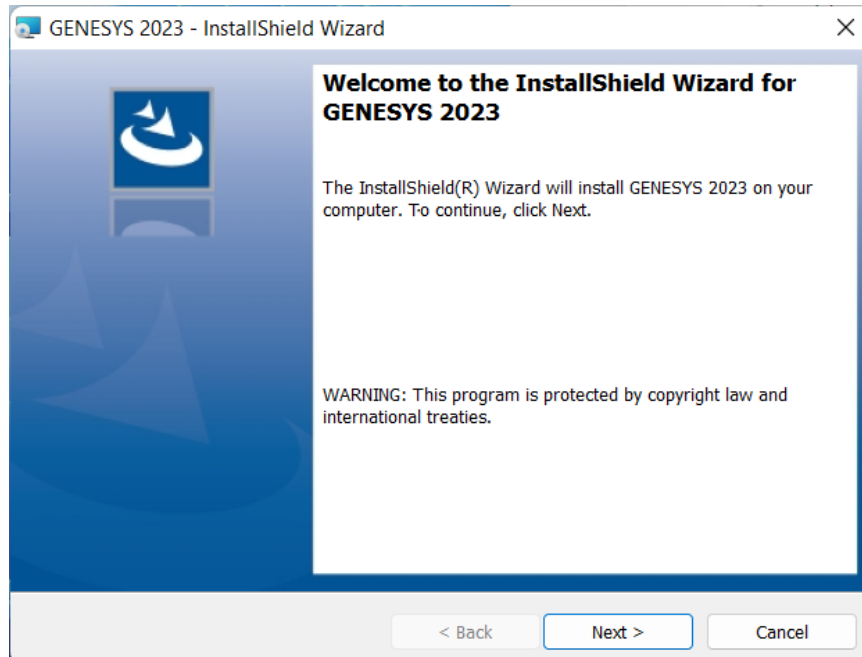 GENESYS 2023 - InstallShield Wizard
Welcome to the InstallShield Wizard for
GENESYS 2023
The InstallShield(R) Wizard will install GENESYS 2023 on your
computer. To continue, click Next.
WARNING: This program is protected by copyright law and
international treaties.
< Back
Next >
Cancel